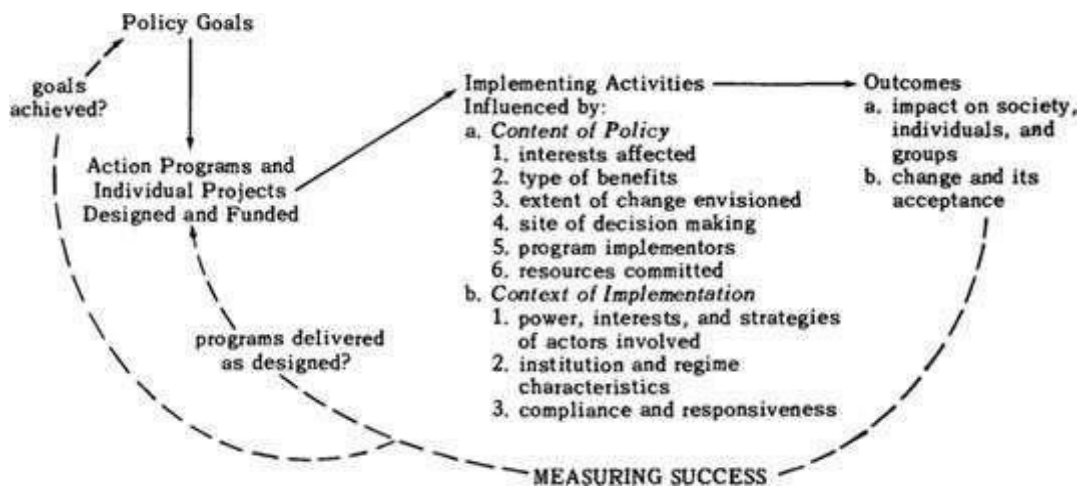 Policy Goals
goals
achieved?
Action Programs and
Individual Projects
Designed and Funded
programs delivered
as designed?
Implementing Activities
Influenced by:
a. Content of Policy
1. interests affected
2. type of benefits
3. extent of change envisioned
4. site of decision making
5. program implementors
6. resources committed
b. Context of Implementation
1. power, interests, and strategies
of actors involved
2. institution and regime
characteristics
3. compliance and responsiveness
Outcomes
a. impact on society,
individuals, and
groups
b. change and its
acceptance
MEASURING SUCCESS